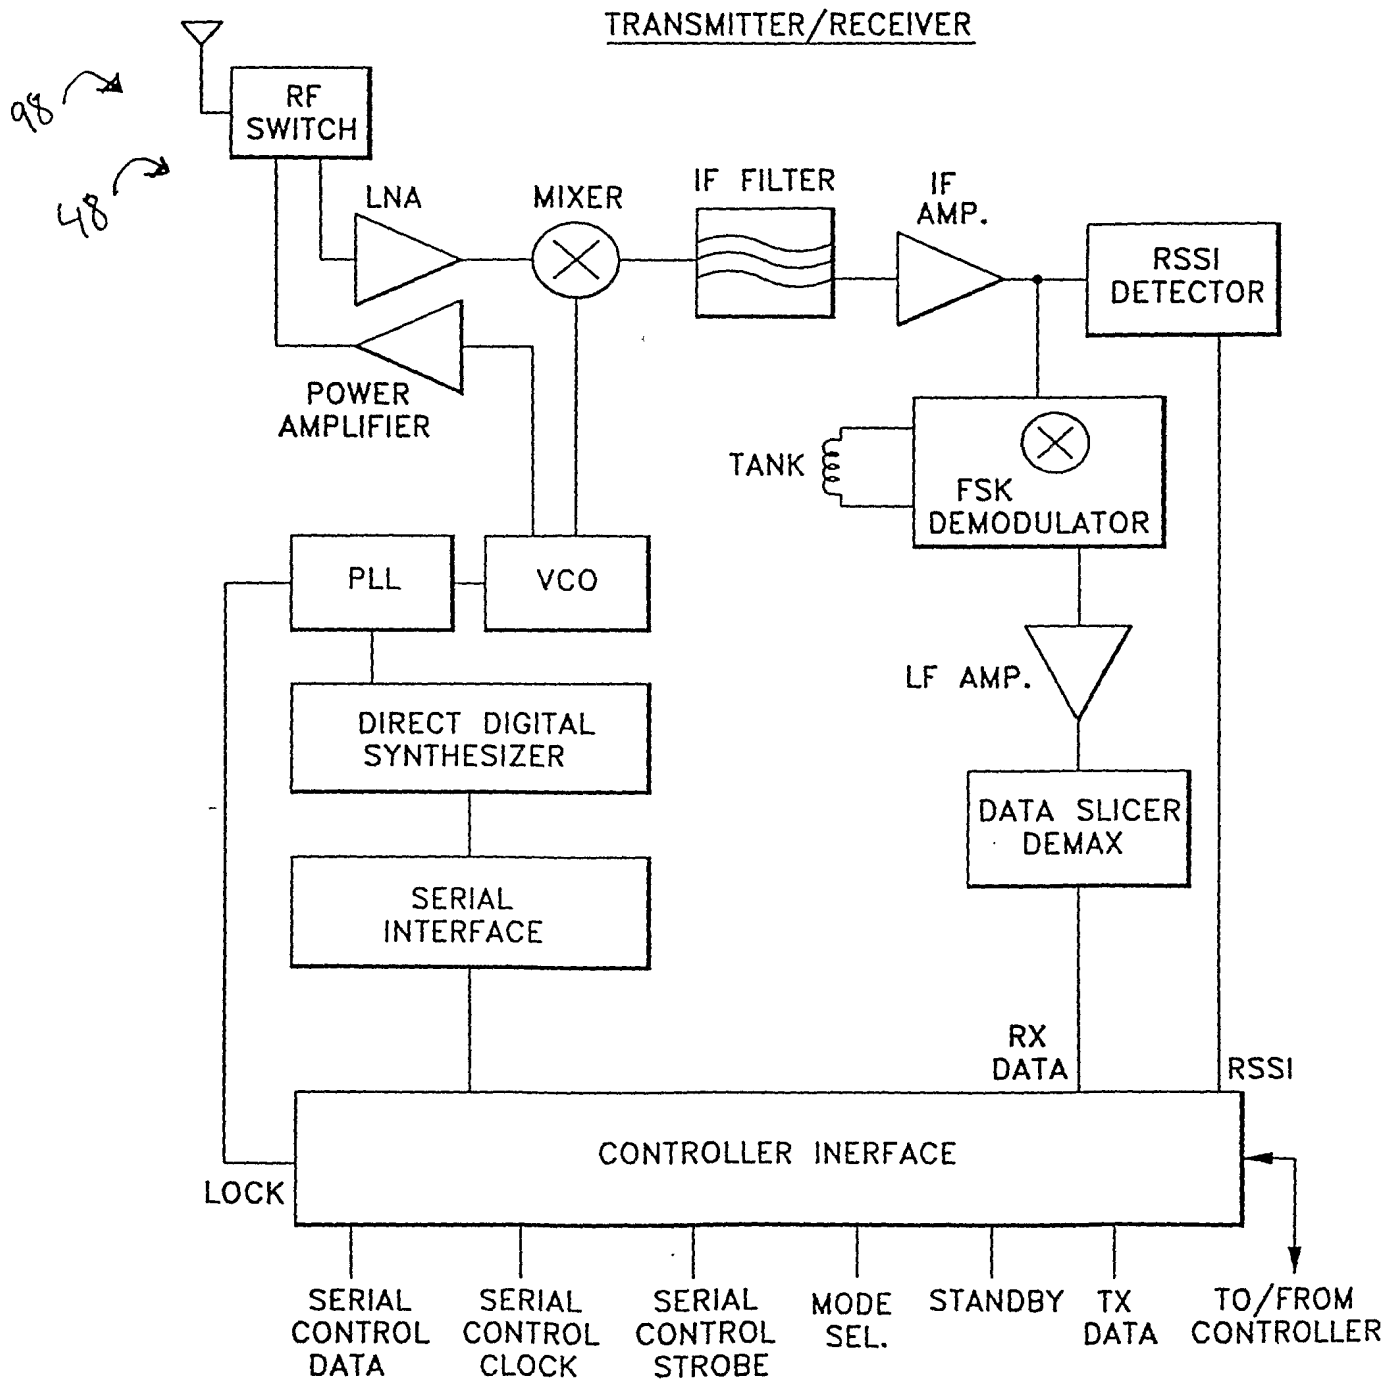 TRANSMITTER/RECEIVER
98
48
RF
SWITCH
LNA
MIXER
IF FILTER
IF
AMP.
RSSI
DETECTOR
POWER
AMPLIFIER
TANK
FSK
DEMODULATOR
PLL
VCO
LF AMP.
DIRECT DIGITAL
SYNTHESIZER
DATA SLICER
DEMAX
SERIAL
INTERFACE
RX
DATA
RSSI
CONTROLLER INERFACE
LOCK
SERIAL
CONTROL
DATA
SERIAL
CONTROL
CLOCK
SERIAL
CONTROL
STROBE
MODE
SEL.
STANDBY
TX
DATA
TO/FROM
CONTROLLER